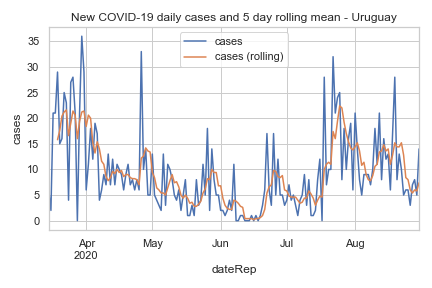 New COVID-19 daily cases and 5 day rolling mean - Uruguay
cases
cases (rolling)
35
30
25
20
15
10
5
0
cases
Apr
2020
May
Jun
Jul
Aug
dateRep